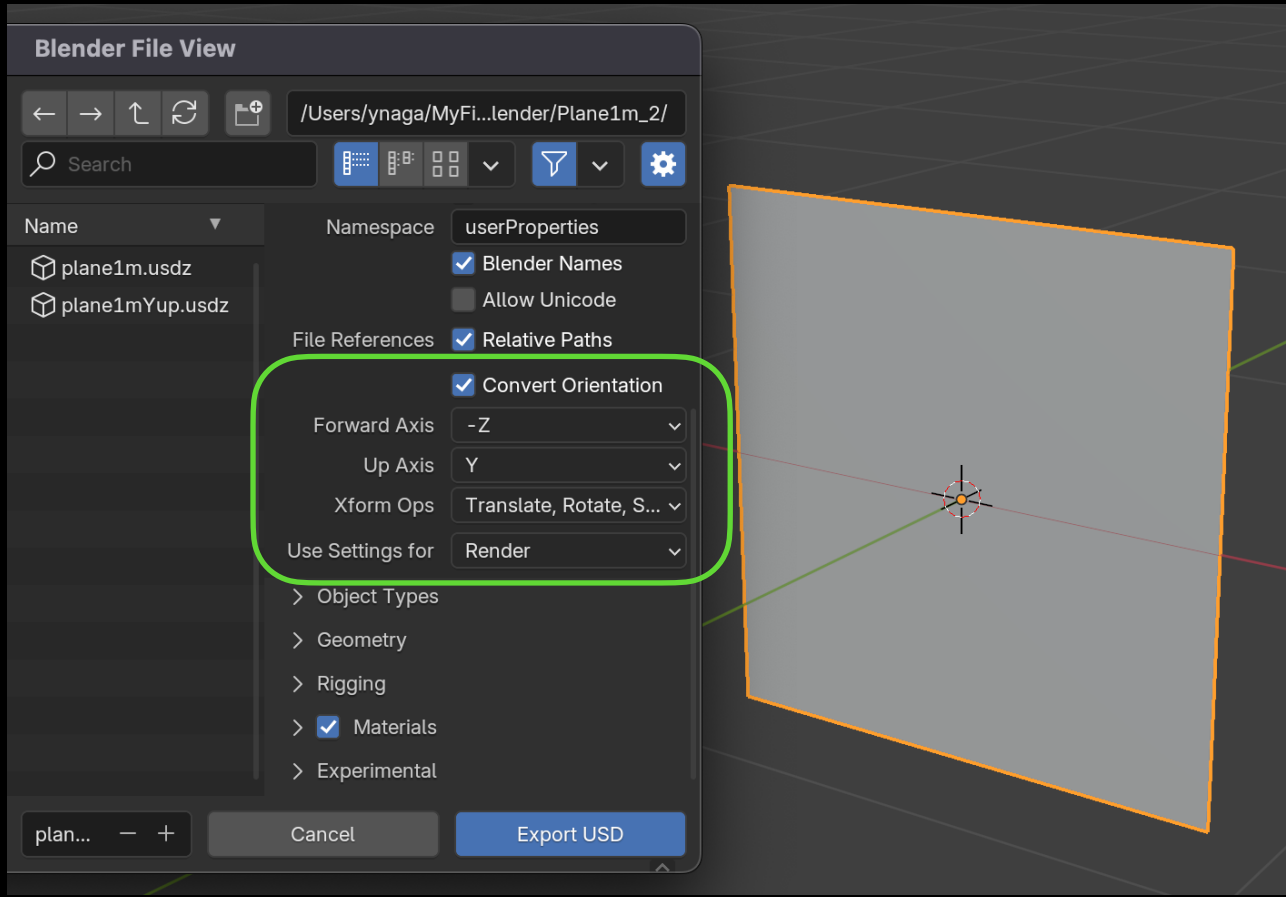 Blender File View
/Users/ynaga/MyFi...lender/Plane1m_2/
Search
Name
plane1m.usdz
plane1mYup.usdz
Namespace userProperties
Blender Names
Allow Unicode
File References Relative Paths
Convert Orientation
Forward Axis -Z
Up Axis Y
Xform Ops Translate, Rotate, S...
Use Settings for Render
Object Types
Geometry
Rigging
Materials
Experimental
plan...
Cancel
Export USD